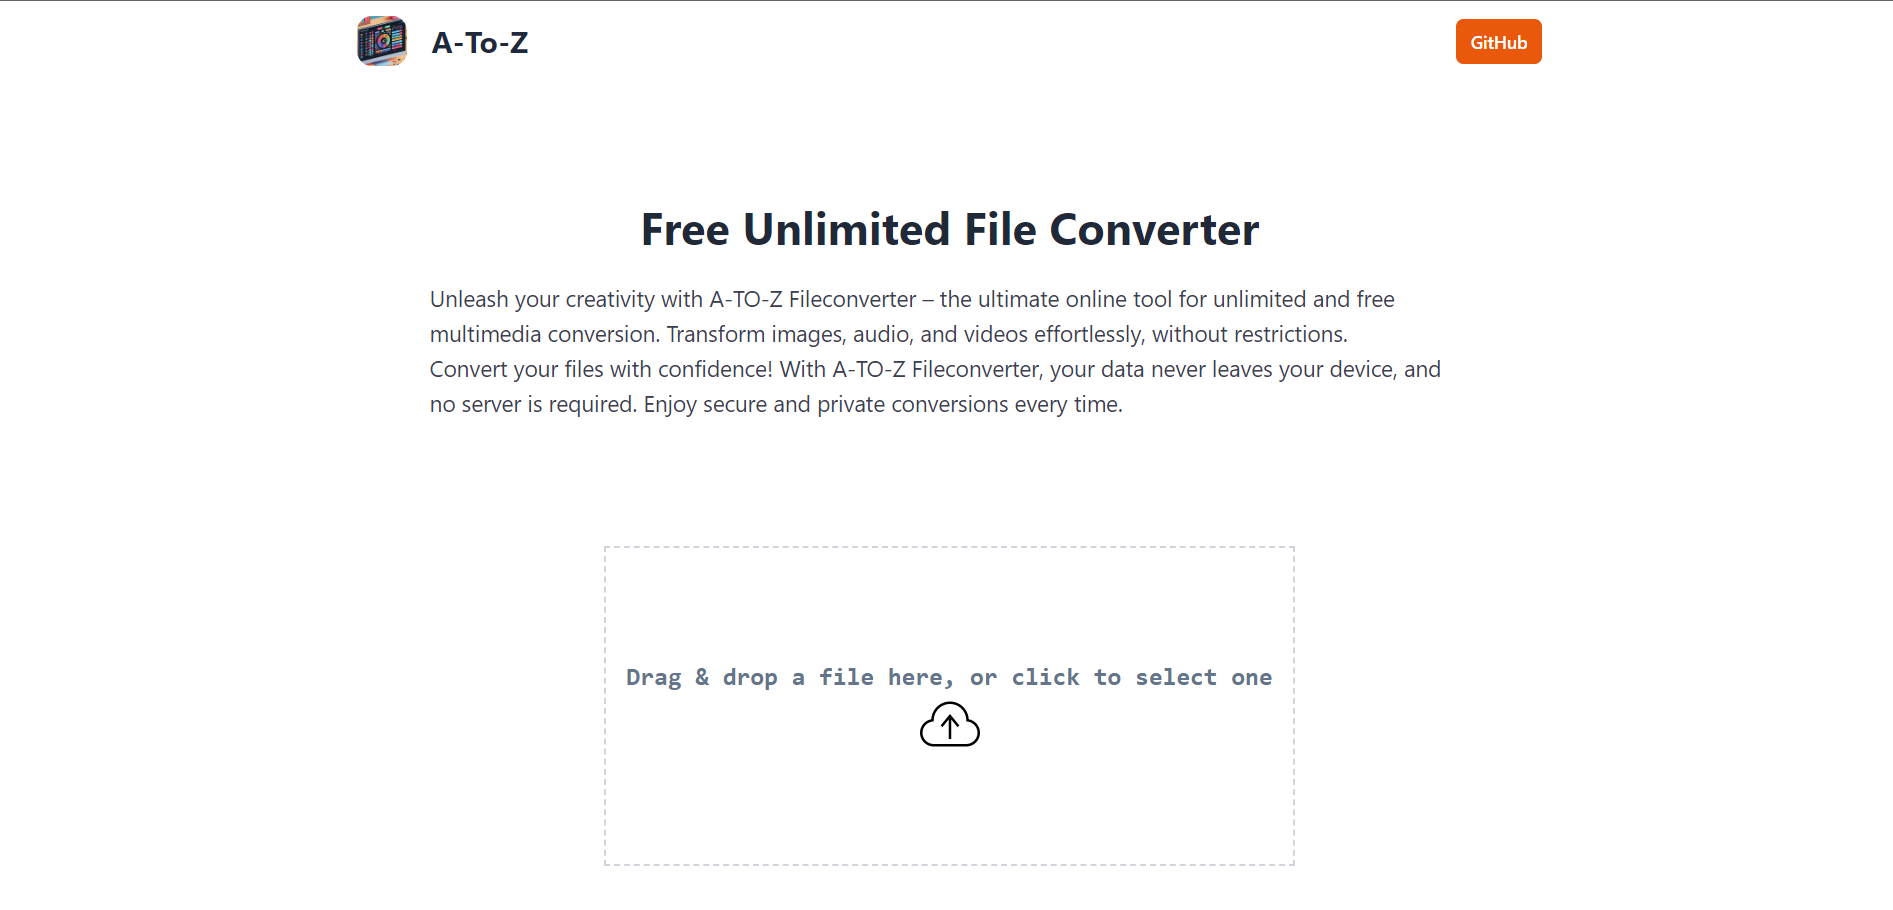 A-To-Z
GitHub
Free Unlimited File Converter
Unleash your creativity with A-TO-Z Fileconverter – the ultimate online tool for unlimited and free
multimedia conversion. Transform images, audio, and videos effortlessly, without restrictions.
Convert your files with confidence! With A-TO-Z Fileconverter, your data never leaves your device, and
no server is required. Enjoy secure and private conversions every time.
Drag & drop a file here, or click to select one